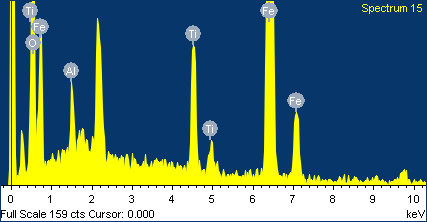 Spectrum 15
Ti
Fe
O
Al
Ti
Ti
Fe
Fe
0 1 2 3 4 5 6 7 8 9 10
Full Scale 159 cts Cursor: 0.000 keV